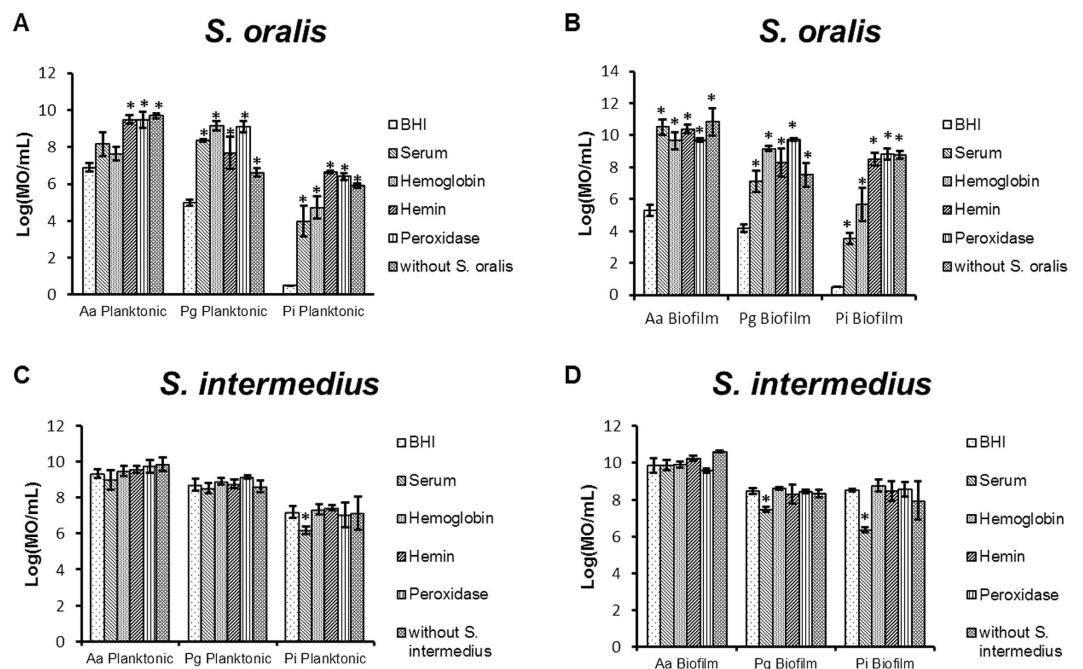 A
S. oralis
Log(MO/mL)
12
10
8
6
4
2
0
* * *
* * * * *
* * * * *
Aa Planktonic Pg Planktonic Pi Planktonic
BHI
Serum
Hemoglobin
Hemin
Peroxidase
without S. oralis
B
S. oralis
Log(MO/mL)
14
12
10
8
6
4
2
0
* * * * *
* * * * *
* * * * *
Aa Biofilm Pg Biofilm Pi Biofilm
BHI
Serum
Hemoglobin
Hemin
Peroxidase
without S. oralis
C
S. intermedius
Log(MO/mL)
12
10
8
6
4
2
0
*
Aa Planktonic Pg Planktonic Pi Planktonic
BHI
Serum
Hemoglobin
Hemin
Peroxidase
without S.
intermedius
D
S. intermedius
Log(MO/mL)
12
10
8
6
4
2
0
*
*
Aa Biofilm Pg Biofilm Pi Biofilm
BHI
Serum
Hemoglobin
Hemin
Peroxidase
without S.
intermedius